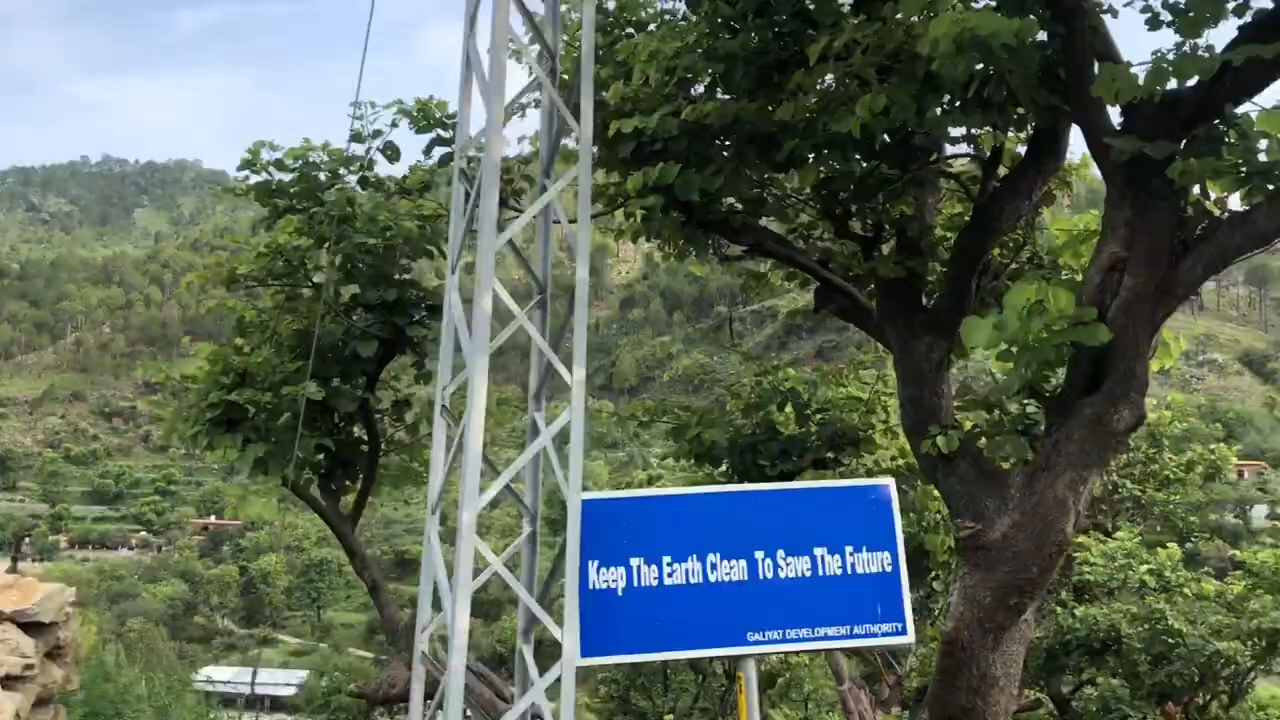 Keep The Earth Clean To Save The Future
GALIYAT DEVELOPMENT AUTHORITY